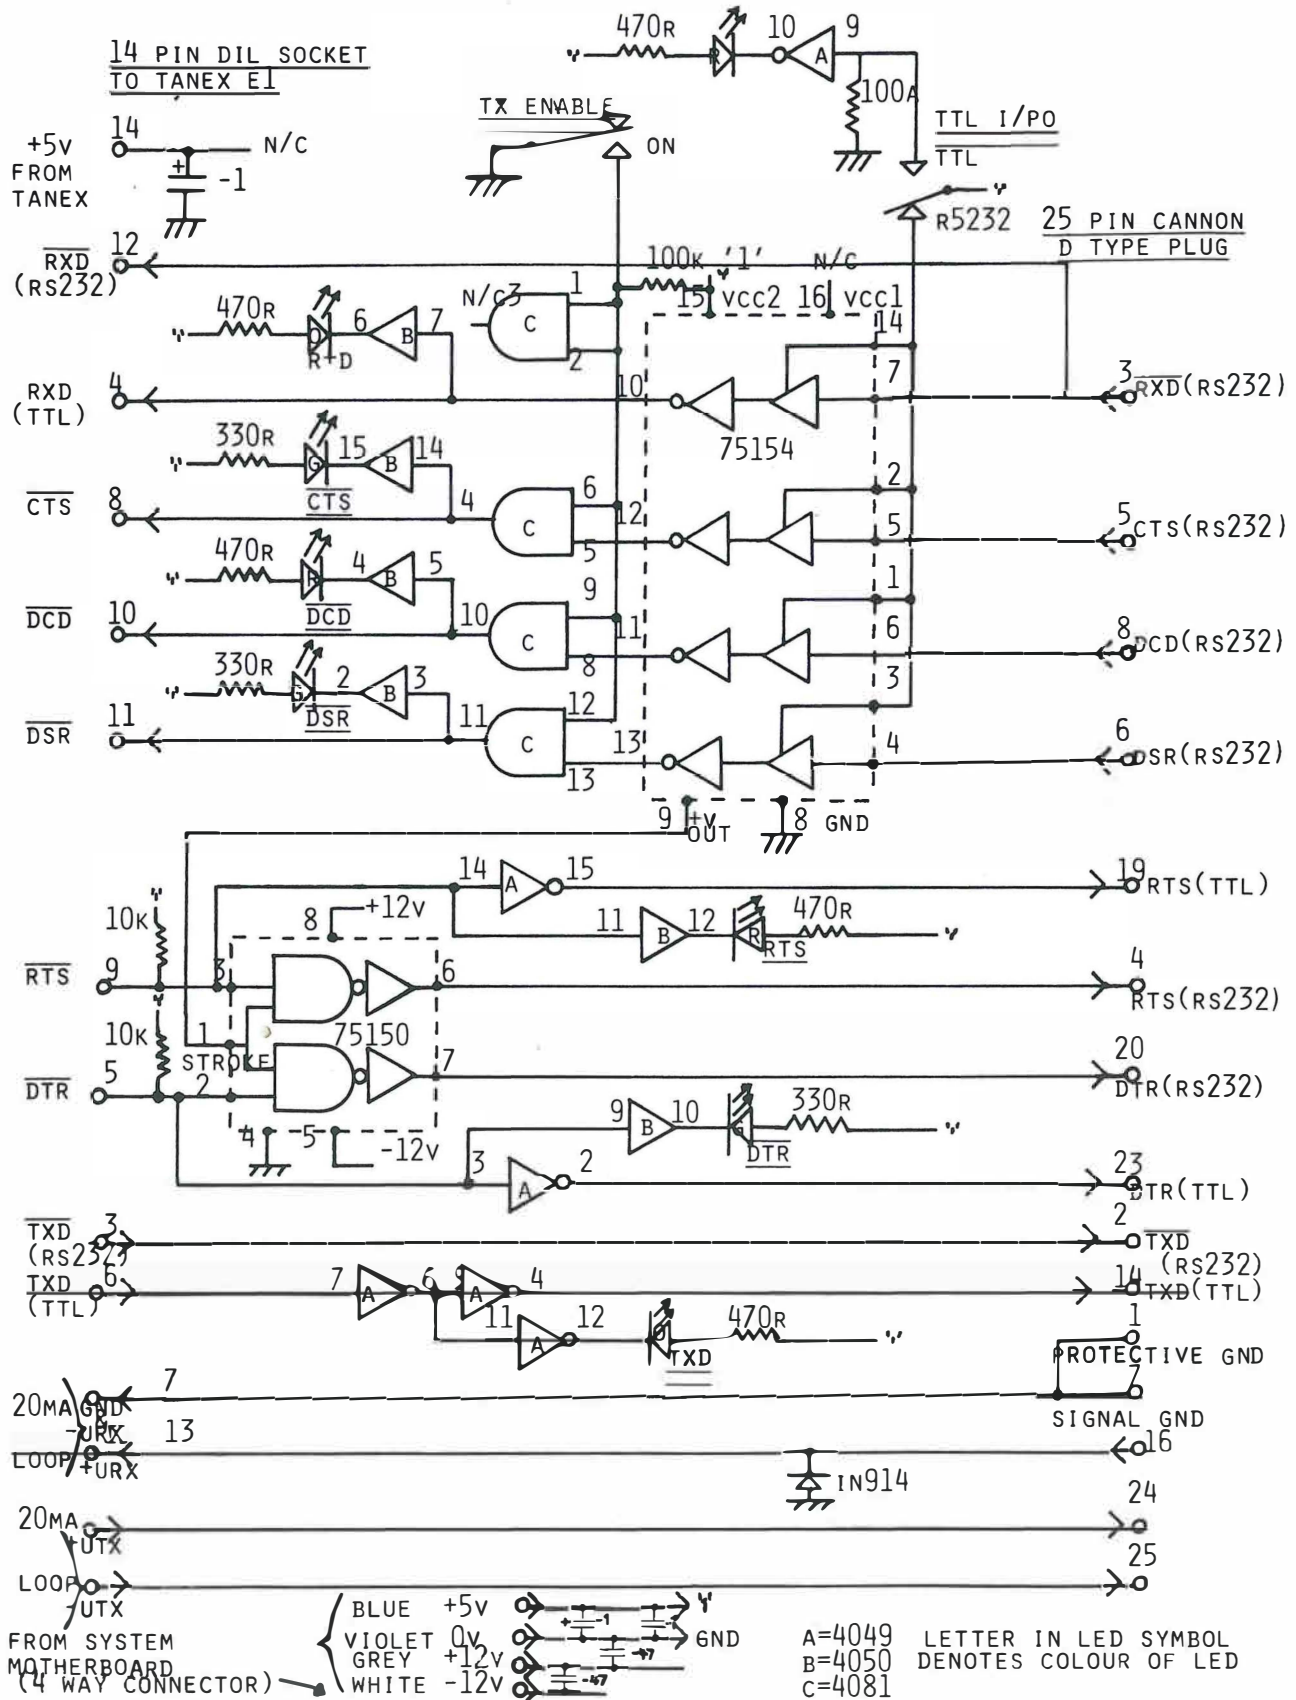 470R
10
9
A
100A
14 PIN DIL SOCKET
TO TANEX E1
TX ENABLE
ON
TTL I/PO
TTL
R5232
14
+5V
FROM
TANEX
N/C
+
-1
25 PIN CANNON
D TYPE PLUG
RXD
(RS232)
12
100K
'1'
15
VCC2
N/C
16
VCC1
14
470R
O
R+D
6
B
7
N/C3
1
C
2
RXD
(TTL)
4
10
75154
7
3
RXD(RS232)
330R
G
15
B
14
CTS
CTS
8
4
C
6
5
12
2
5
5
CTS(RS232)
470R
R
4
B
5
DCD
DCD
10
10
C
9
8
11
1
6
8
DCD(RS232)
330R
G
2
B
3
DSR
DSR
11
11
C
12
13
13
3
4
6
DSR(RS232)
9
+V
OUT
8
GND
14
A
15
19
RTS(TTL)
10K
8
+12V
11
B
12
R
RTS
470R
RTS
9
3
6
4
RTS(RS232)
10K
1
STROKE
75150
DTR
5
2
7
20
DTR(RS232)
4
5
-12V
9
B
10
G
DTR
330R
3
A
2
23
DTR(TTL)
TXD
(RS232)
3
2
TXD
(RS232)
TXD
(TTL)
6
7
A
6
A
4
14
TXD(TTL)
11
A
12
O
TXD
470R
1
PROTECTIVE GND
7
7
SIGNAL GND
20MA
GND
-URX
LOOP
+URX
13
16
IN914
20MA
+UTX
24
LOOP
-UTX
25
FROM SYSTEM
MOTHERBOARD
(4 WAY CONNECTOR)
BLUE +5V
VIOLET 0V
GREY +12V
WHITE -12V
+
-1
-47
-47
'1'
GND
A=4049
B=4050
C=4081
LETTER IN LED SYMBOL
DENOTES COLOUR OF LED